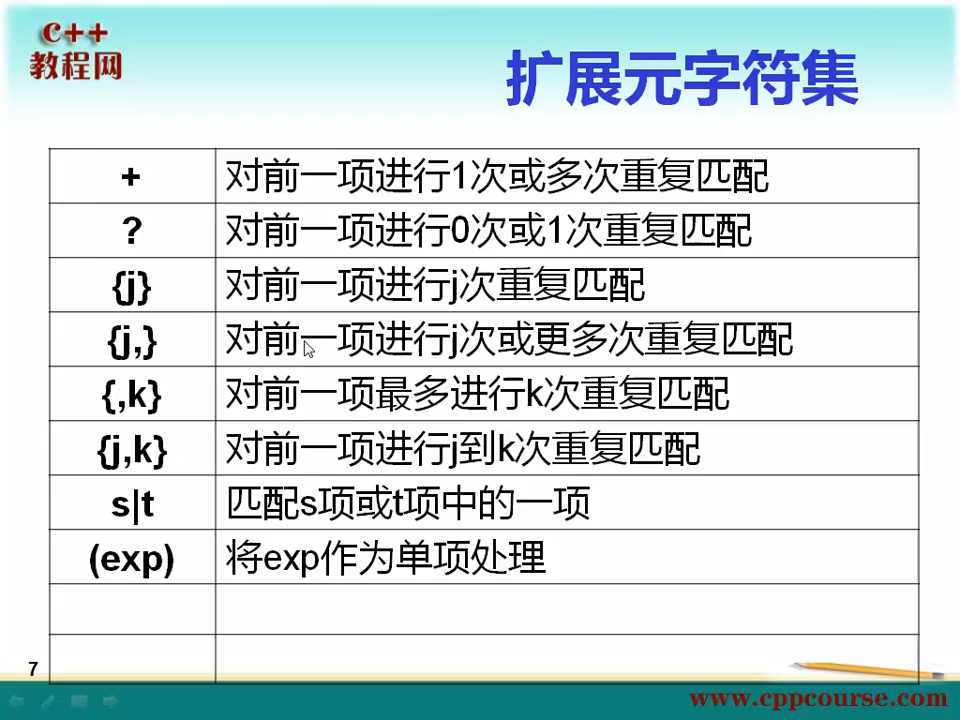 C++
教程网
扩展元字符集
+ 对前一项进行1次或多次重复匹配
? 对前一项进行0次或1次重复匹配
{j} 对前一项进行j次重复匹配
{j,} 对前一项进行j次或更多次重复匹配
{,k} 对前一项最多进行k次重复匹配
{j,k} 对前一项进行j到k次重复匹配
s|t 匹配s项或t项中的一项
(exp) 将exp作为单项处理
7
www.cppcourse.com